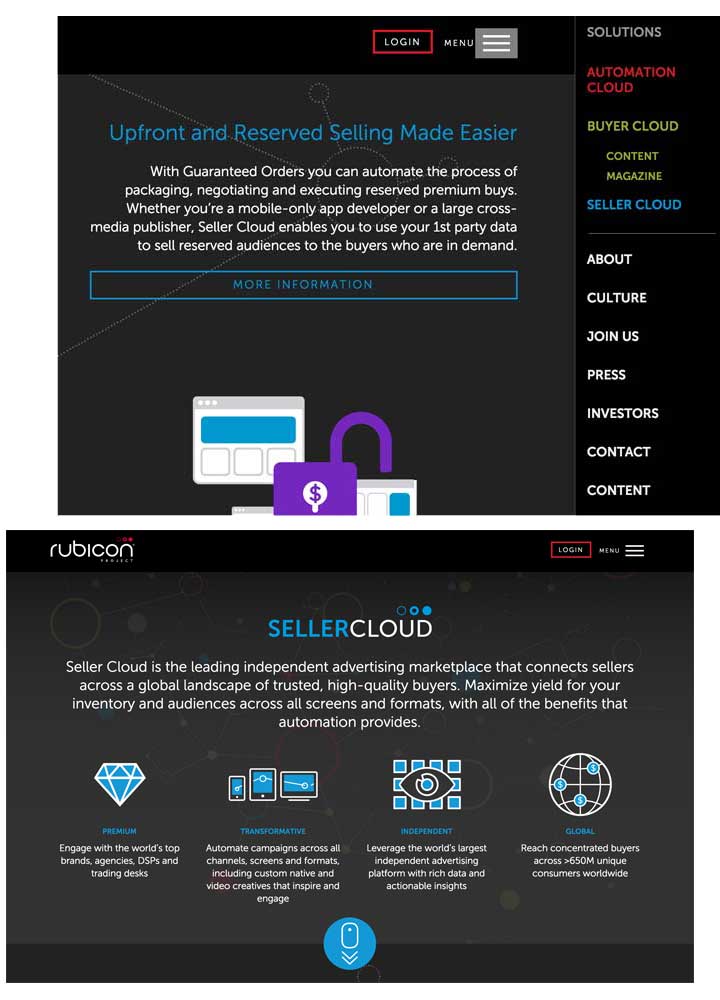 LOGIN
MENU
Upfront and Reserved Selling Made Easier
With Guaranteed Orders you can automate the process of
packaging, negotiating and executing reserved premium buys.
Whether you're a mobile-only app developer or a large cross-
media publisher, Seller Cloud enables you to use your 1st party data
to sell reserved audiences to the buyers who are in demand.
MORE INFORMATION
$
SOLUTIONS
AUTOMATION
CLOUD
BUYER CLOUD
CONTENT
MAGAZINE
SELLER CLOUD
ABOUT
CULTURE
JOIN US
PRESS
INVESTORS
CONTACT
CONTENT
rubicon
PROJECT
LOGIN
MENU
SELLERCLOUD
Seller Cloud is the leading independent advertising marketplace that connects sellers
across a global landscape of trusted, high-quality buyers. Maximize yield for your
inventory and audiences across all screens and formats, with all of the benefits that
automation provides.
PREMIUM
Engage with the world's top
brands, agencies, DSPs and
trading desks
TRANSFORMATIVE
Automate campaigns across all
channels, screens and formats,
including custom native and
video creatives that inspire and
engage
INDEPENDENT
Leverage the world's largest
independent advertising
platform with rich data and
actionable insights
$
$
$
GLOBAL
Reach concentrated buyers
across >650M unique
consumers worldwide